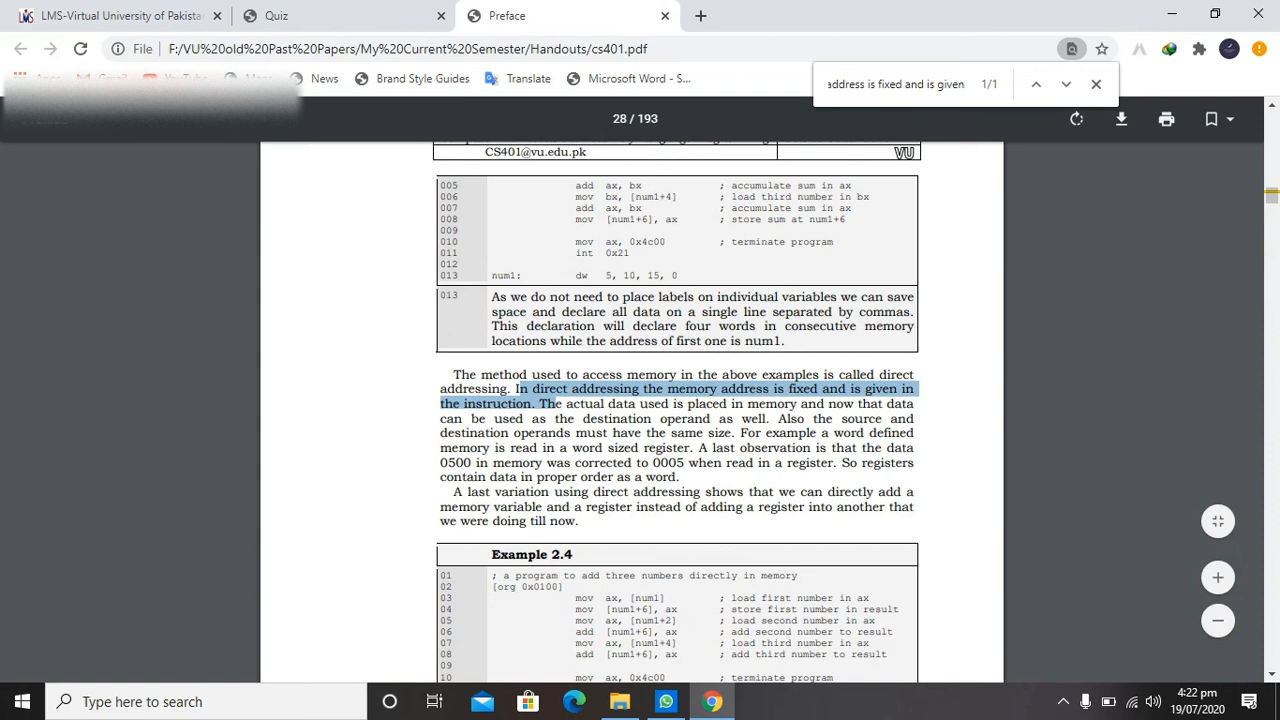 LMS-Virtual University of Pakistan
Quiz
Preface
File F:/VU%20old%20Past%20Papers/My%20Current%20Semester/Handouts/cs401.pdf
News
Brand Style Guides
Translate
Microsoft Word - S...
address is fixed and is given 1/1
28 / 193
CS401@vu.edu.pk VU
005 add ax, bx ; accumulate sum in ax
006 mov bx, [num1+4] ; load third number in bx
007 add ax, bx ; accumulate sum in ax
008 mov [num1+6], ax ; store sum at num1+6
009
010 mov ax, 0x4c00 ; terminate program
011 int 0x21
012
013 num1: dw 5, 10, 15, 0
013 As we do not need to place labels on individual variables we can save
space and declare all data on a single line separated by commas.
This declaration will declare four words in consecutive memory
locations while the address of first one is num1.
The method used to access memory in the above examples is called direct
addressing. In direct addressing the memory address is fixed and is given in
the instruction. The actual data used is placed in memory and now that data
can be used as the destination operand as well. Also the source and
destination operands must have the same size. For example a word defined
memory is read in a word sized register. A last observation is that the data
0500 in memory was corrected to 0005 when read in a register. So registers
contain data in proper order as a word.
A last variation using direct addressing shows that we can directly add a
memory variable and a register instead of adding a register into another that
we were doing till now.
Example 2.4
01 ; a program to add three numbers directly in memory
02 [org 0x0100]
03 mov ax, [num1] ; load first number in ax
04 mov [num1+6], ax ; store first number in result
05 mov ax, [num1+2] ; load second number in ax
06 add [num1+6], ax ; add second number to result
07 mov ax, [num1+4] ; load third number in ax
08 add [num1+6], ax ; add third number to result
09
10 mov ax, 0x4c00 ; terminate program
Type here to search
4:22 pm
19/07/2020